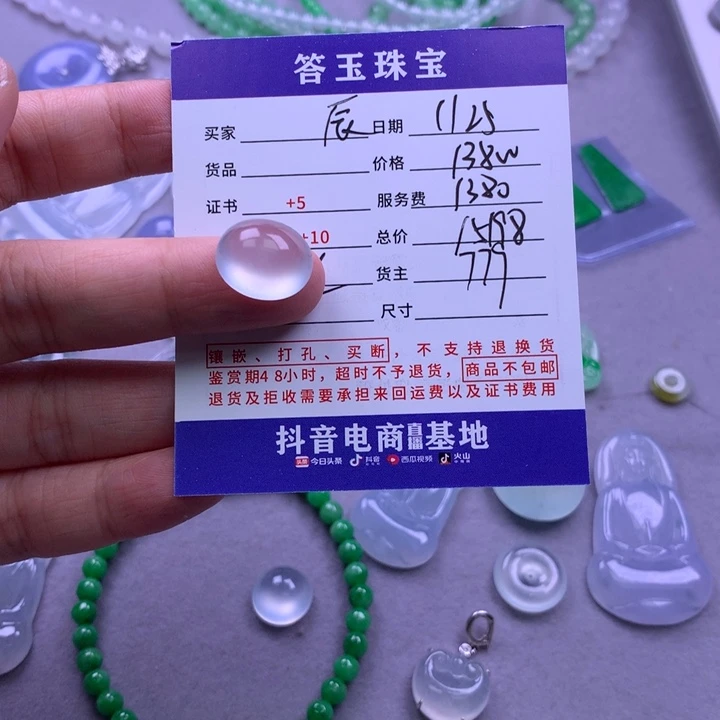 答玉珠宝
买家 辰 日期 11 25
货品 价格 13800
证书 +5 服务费 1380
+10 总价
货主 779
尺寸
镶嵌、打孔、买断，不支持退换货
鉴赏期48小时，超时不予退货，商品不包邮
退货及拒收需要承担来回运费以及证书费用
抖音电商直播基地
头条 今日头条 抖音 西瓜视频 火山